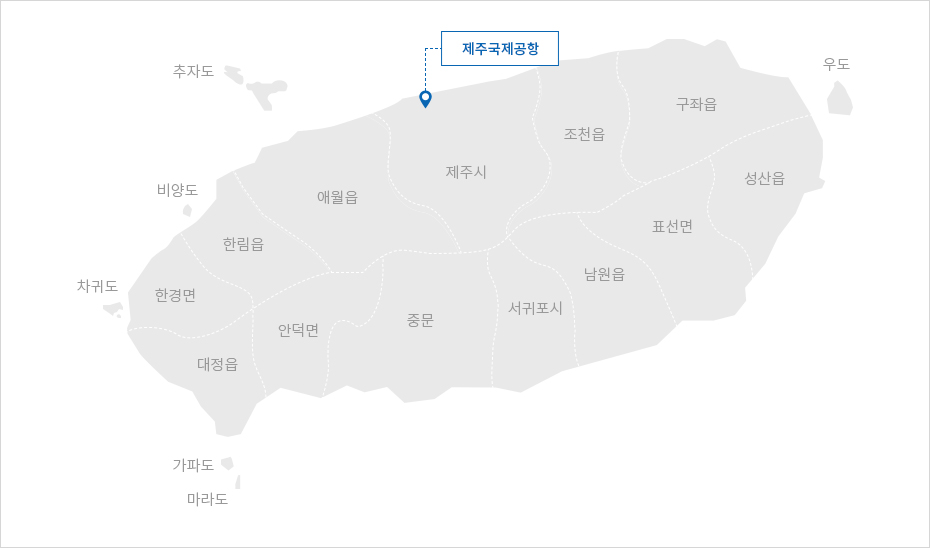 제주국제공항
우도
추자도
구좌읍
조천읍
제주시
성산읍
비양도
애월읍
표선면
한림읍
남원읍
차귀도
한경면
서귀포시
중문
안덕면
대정읍
가파도
마라도